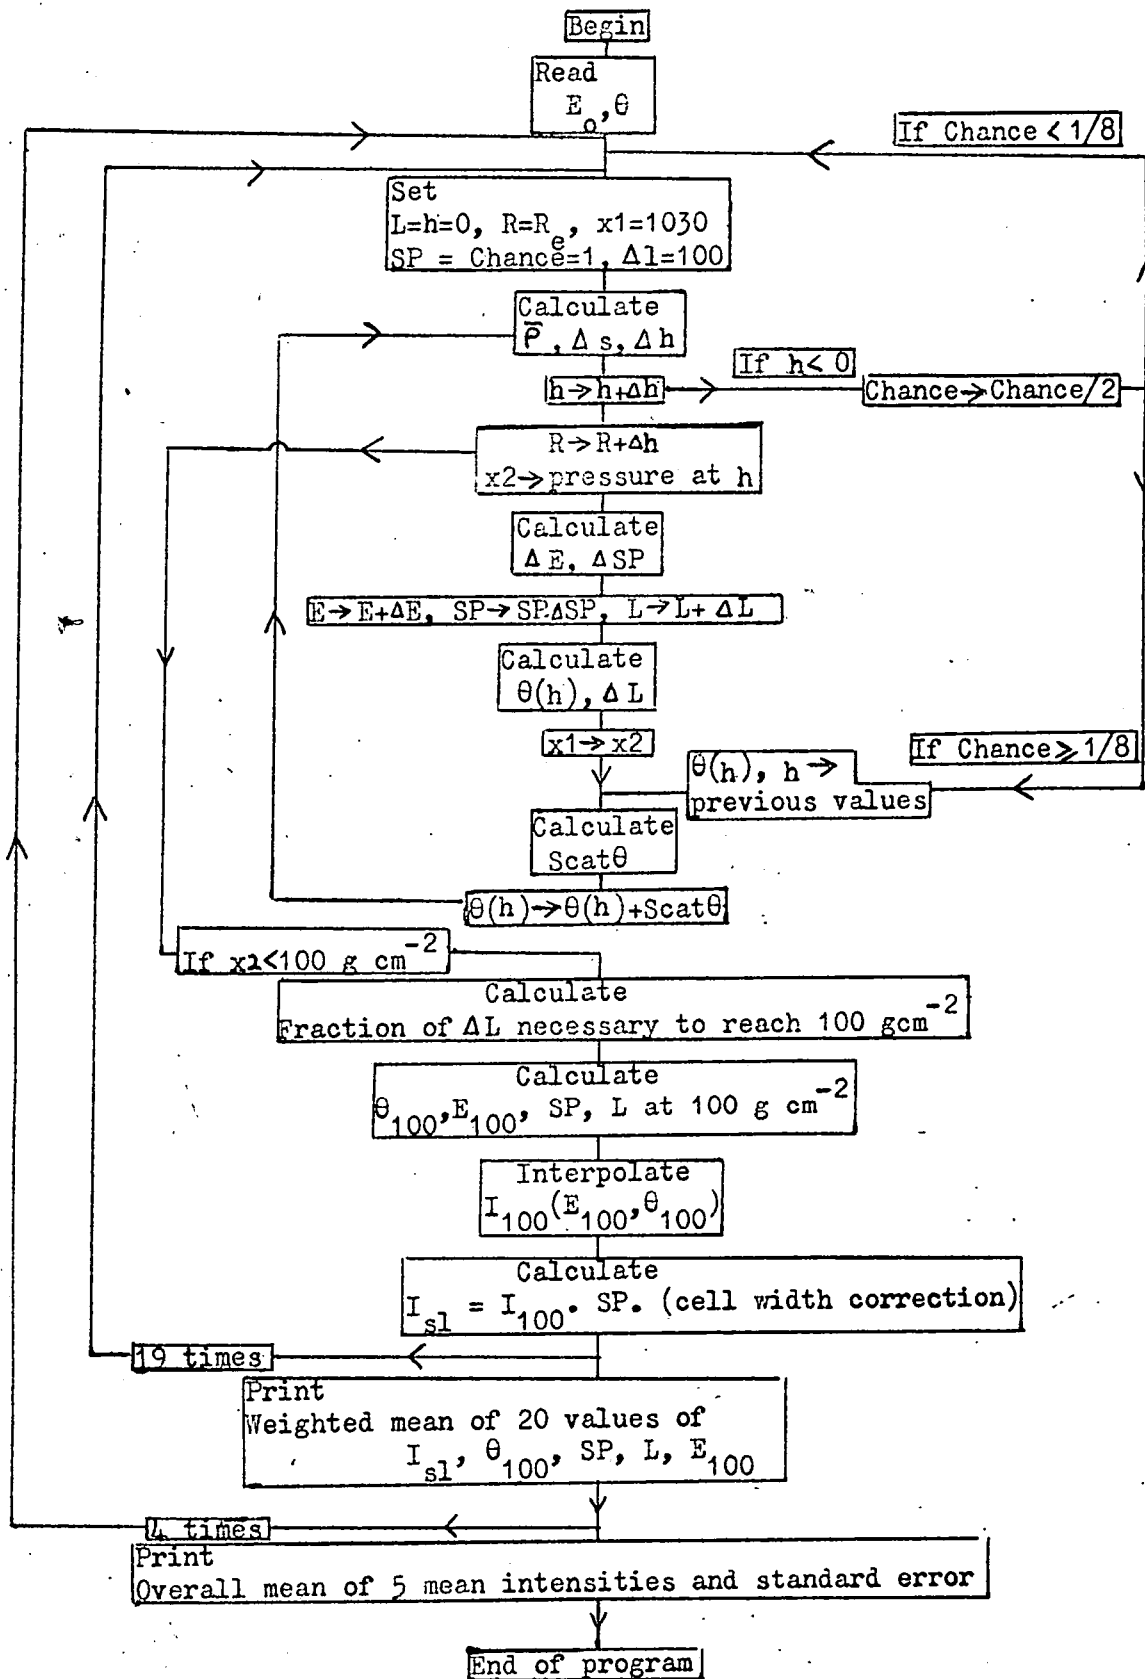 Begin
Read
E₀,θ
If Chance < 1/8
Set
L=h=0, R=Rₑ, x1=1030
SP = Chance=1, Δl=100
Calculate
ρ̅, Δs, Δh
If h< 0
h→h+Δh
Chance→Chance/2
R→R+Δh
x2→pressure at h
Calculate
ΔE, ΔSP
E→E+ΔE, SP→SP.ΔSP, L→L+ ΔL
Calculate
θ(h), ΔL
x1→x2
If Chance⩾1/8
θ(h), h→
previous values
Calculate
Scatθ
θ(h)→θ(h)+Scatθ
If x2<100 g cm⁻²
Calculate
Fraction of ΔL necessary to reach 100 gcm⁻²
Calculate
θ₁₀₀,E₁₀₀, SP, L at 100 g cm⁻²
Interpolate
I₁₀₀(E₁₀₀,θ₁₀₀)
Calculate
Iₛₗ = I₁₀₀. SP. (cell width correction)
19 times
Print
Weighted mean of 20 values of
Iₛₗ, θ₁₀₀, SP, L, E₁₀₀
4 times
Print
Overall mean of 5 mean intensities and standard error
End of program